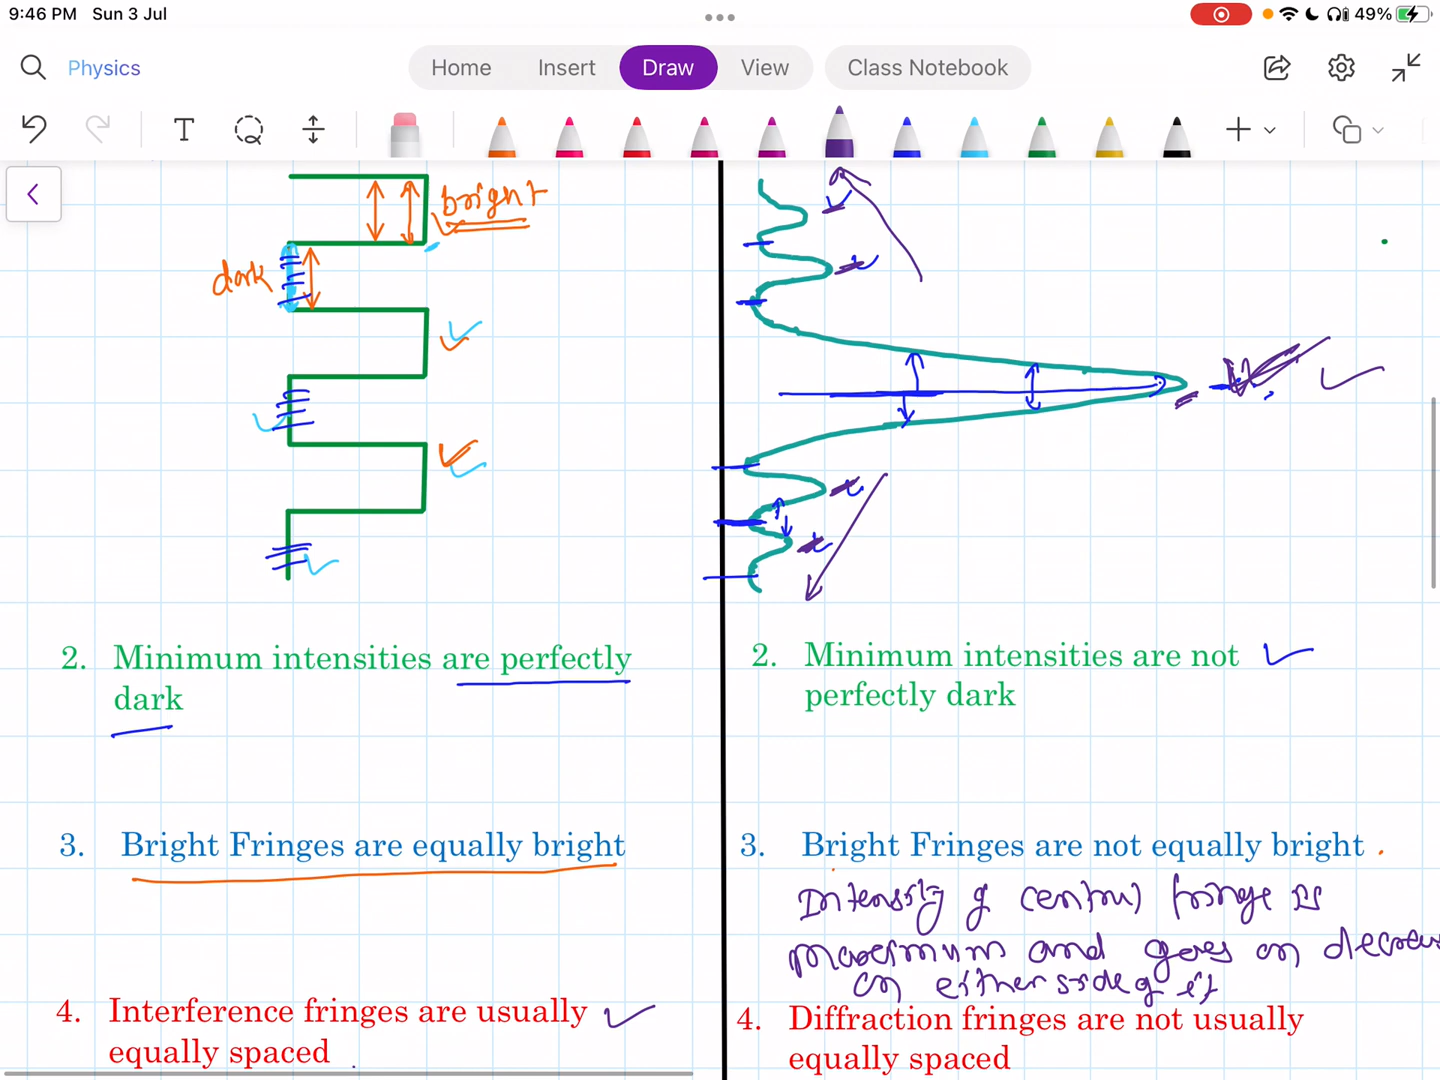 9:46 PM Sun 3 Jul
49%
Physics
Home Insert Draw View Class Notebook
T
bright
dark
2. Minimum intensities are perfectly
dark
3. Bright Fringes are equally bright
4. Interference fringes are usually
equally spaced
2. Minimum intensities are not
perfectly dark
3. Bright Fringes are not equally bright .
Intensity of central fringe is
maximum and goes on
on either side of it
4. Diffraction fringes are not usually
equally spaced